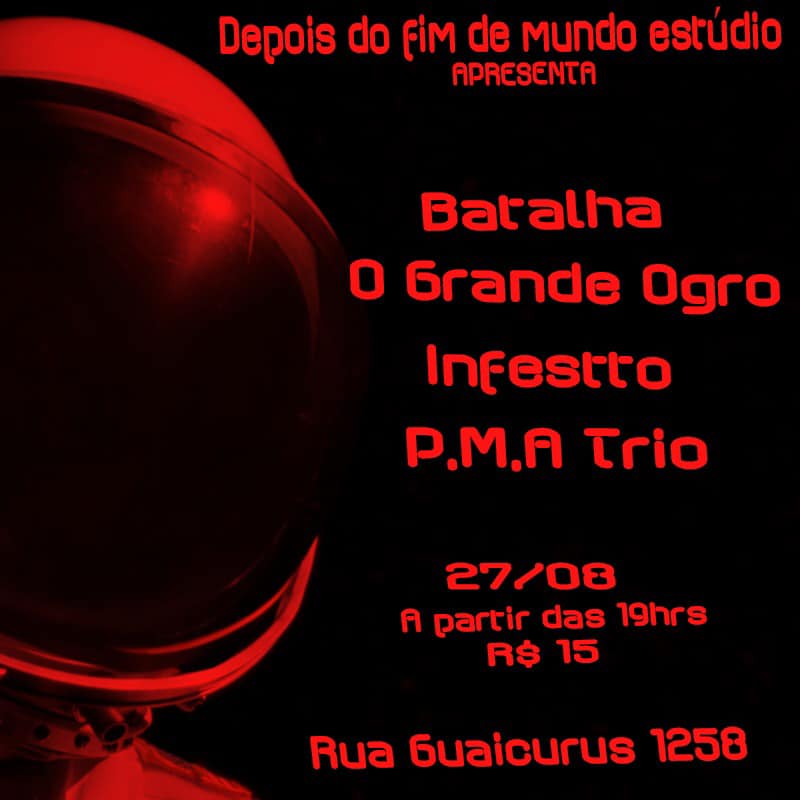 Depois do fim de mundo estúdio
APRESENTA
Batalha
O Grande Ogro
Infestto
P.M.A Trio
27/08
A partir das 19hrs
R$ 15
Rua Guaicurus 1258